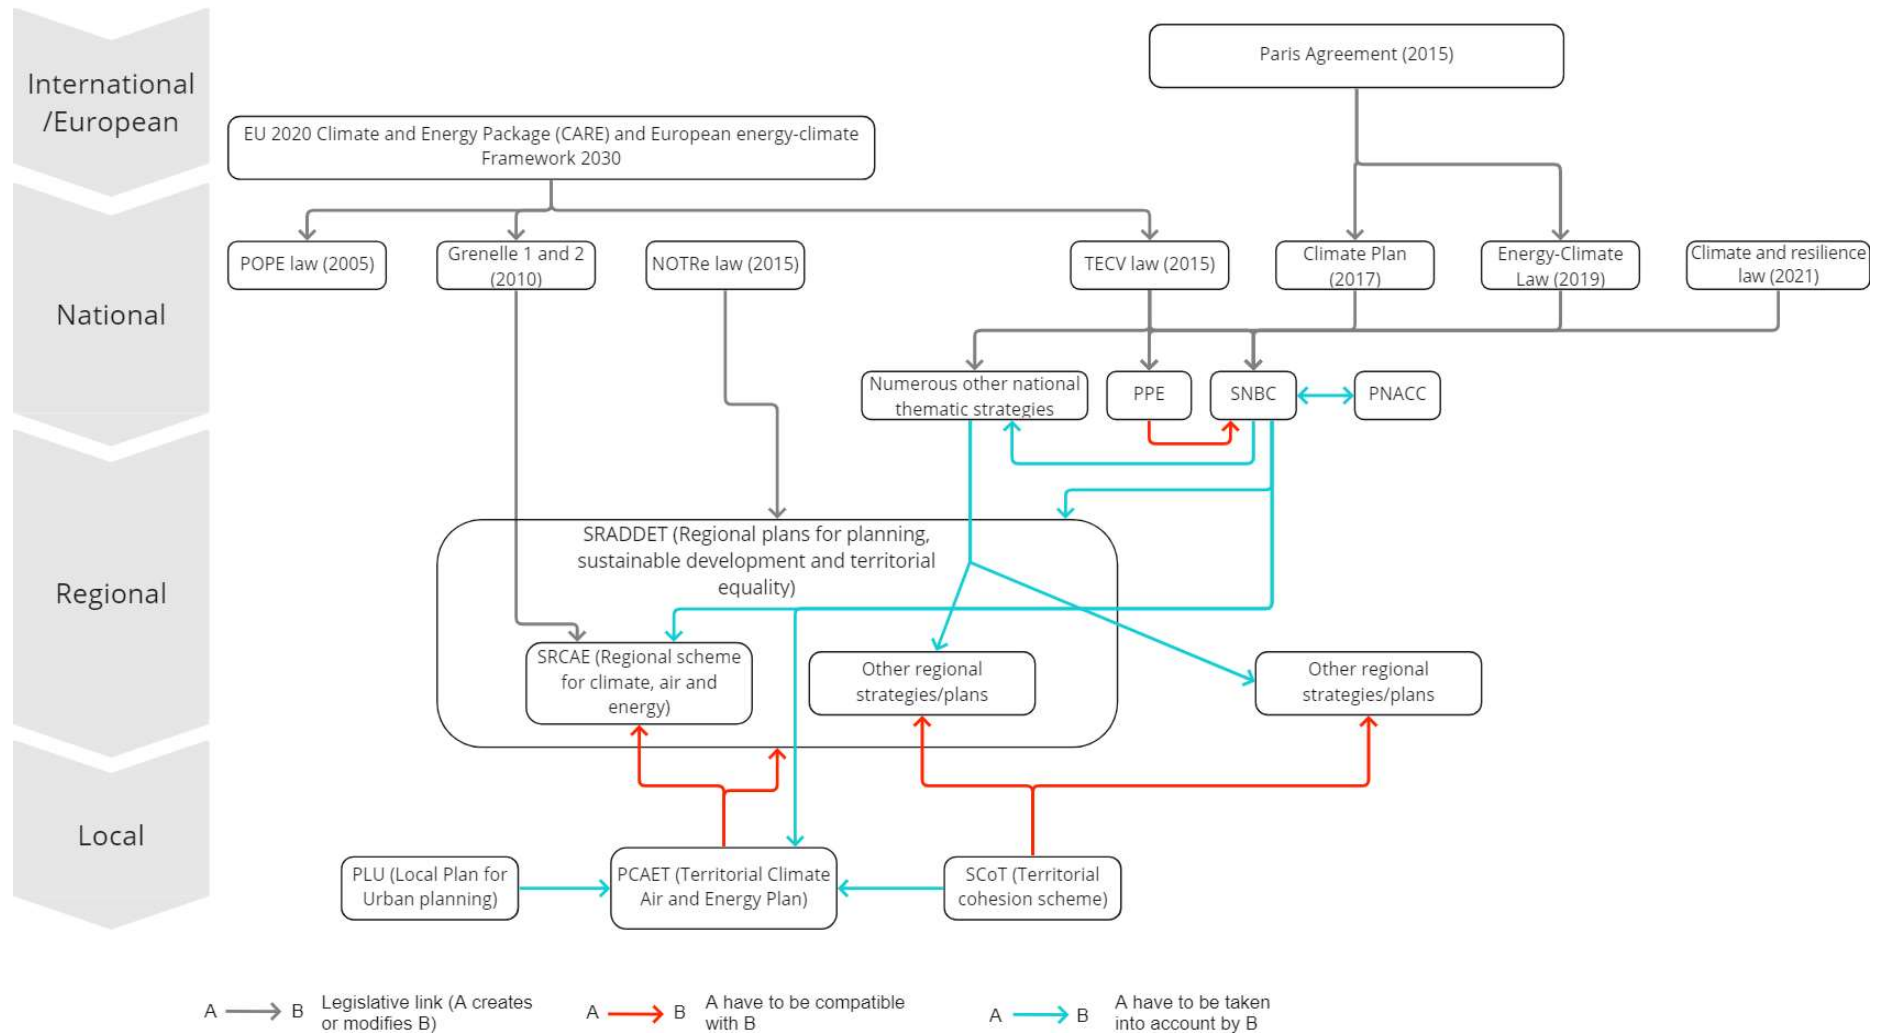 International
/European
Paris Agreement (2015)
EU 2020 Climate and Energy Package (CARE) and European energy-climate
Framework 2030
National
POPE law (2005)
Grenelle 1 and 2
(2010)
NOTRe law (2015)
TECV law (2015)
Climate Plan
(2017)
Energy-Climate
Law (2019)
Climate and resilience
law (2021)
Numerous other national
thematic strategies
PPE
SNBC
PNACC
Regional
SRADDET (Regional plans for planning,
sustainable development and territorial
equality)
SRCAE (Regional scheme
for climate, air and
energy)
Other regional
strategies/plans
Other regional
strategies/plans
Local
PLU (Local Plan for
Urban planning)
PCAET (Territorial Climate
Air and Energy Plan)
SCoT (Territorial
cohesion scheme)
A B Legislative link (A creates
or modifies B)
A B A have to be compatible
with B
A B A have to be taken
into account by B